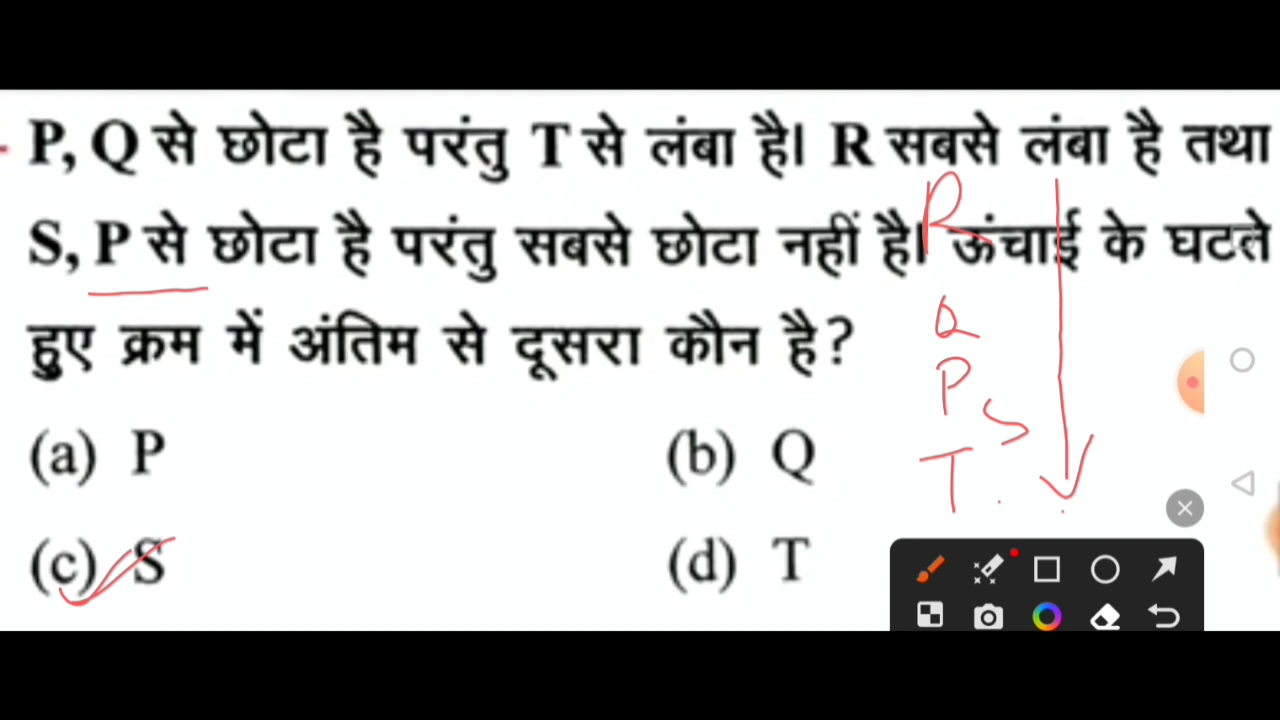 P, Q से छोटा है परंतु T से लंबा है। R सबसे लंबा है तथा
S, P से छोटा है परंतु सबसे छोटा नहीं है। ऊंचाई के घटते
हुए क्रम में अंतिम से दूसरा कौन है?
(a) P (b) Q
(c) S (d) T
R
Q
P
S
T